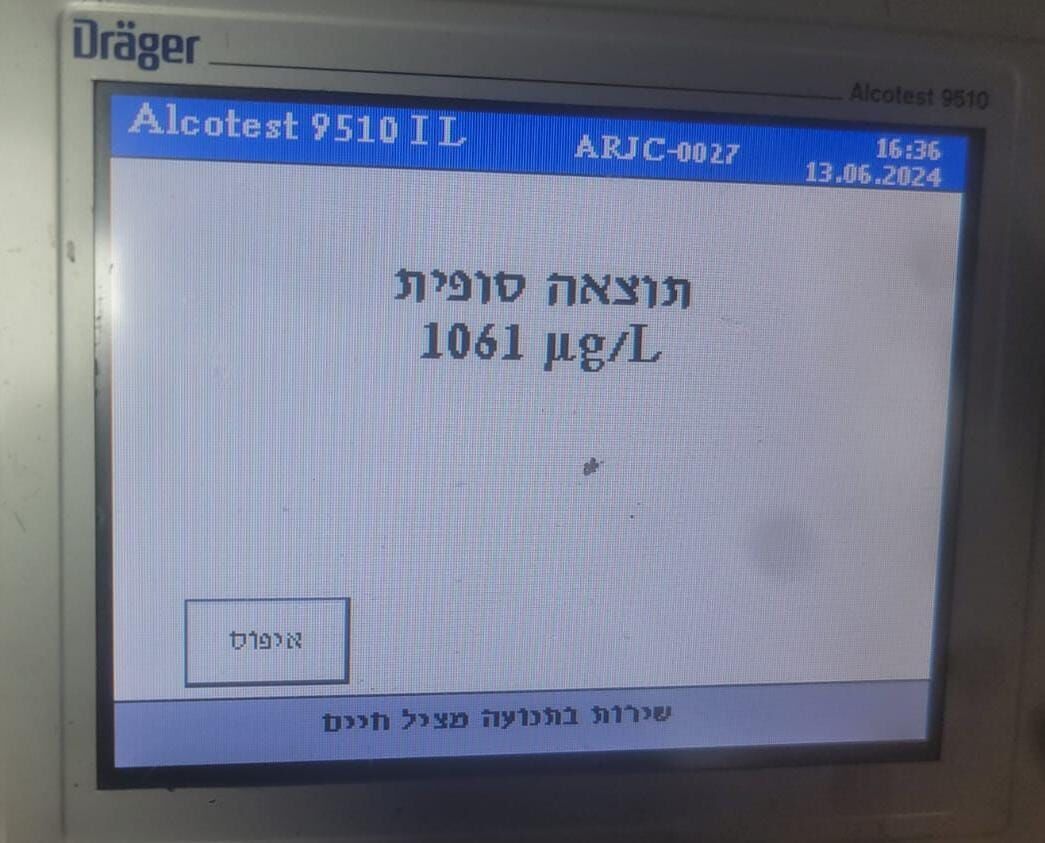 Dräger
Alcotest 9510
Alcotest 9510 IL
ARJC-0027
16:36
13.06.2024
תוצאה סופית
1061 µg/L
איפוס
שירות בתנועה מציל חיים